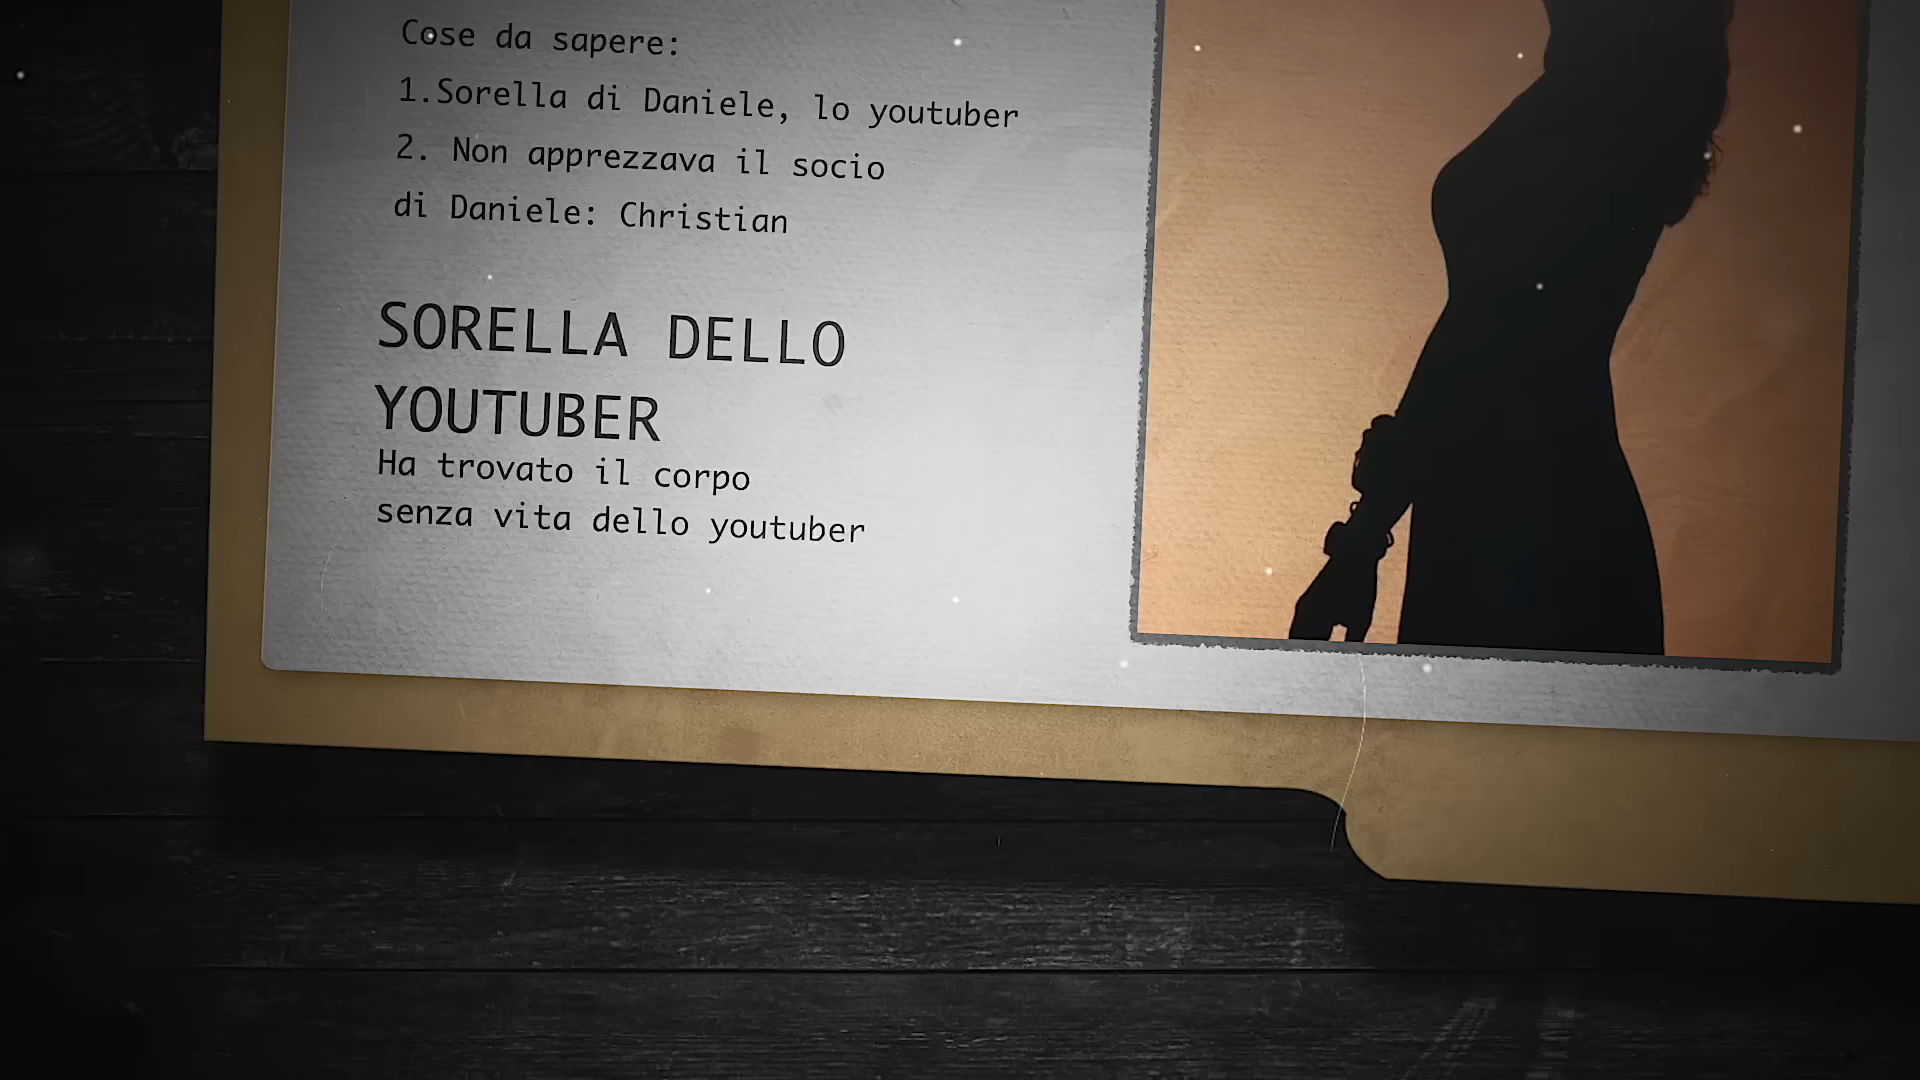 Cose da sapere:
1.Sorella di Daniele, lo youtuber
2. Non apprezzava il socio
di Daniele: Christian
SORELLA DELLO
YOUTUBER
Ha trovato il corpo
senza vita dello youtuber